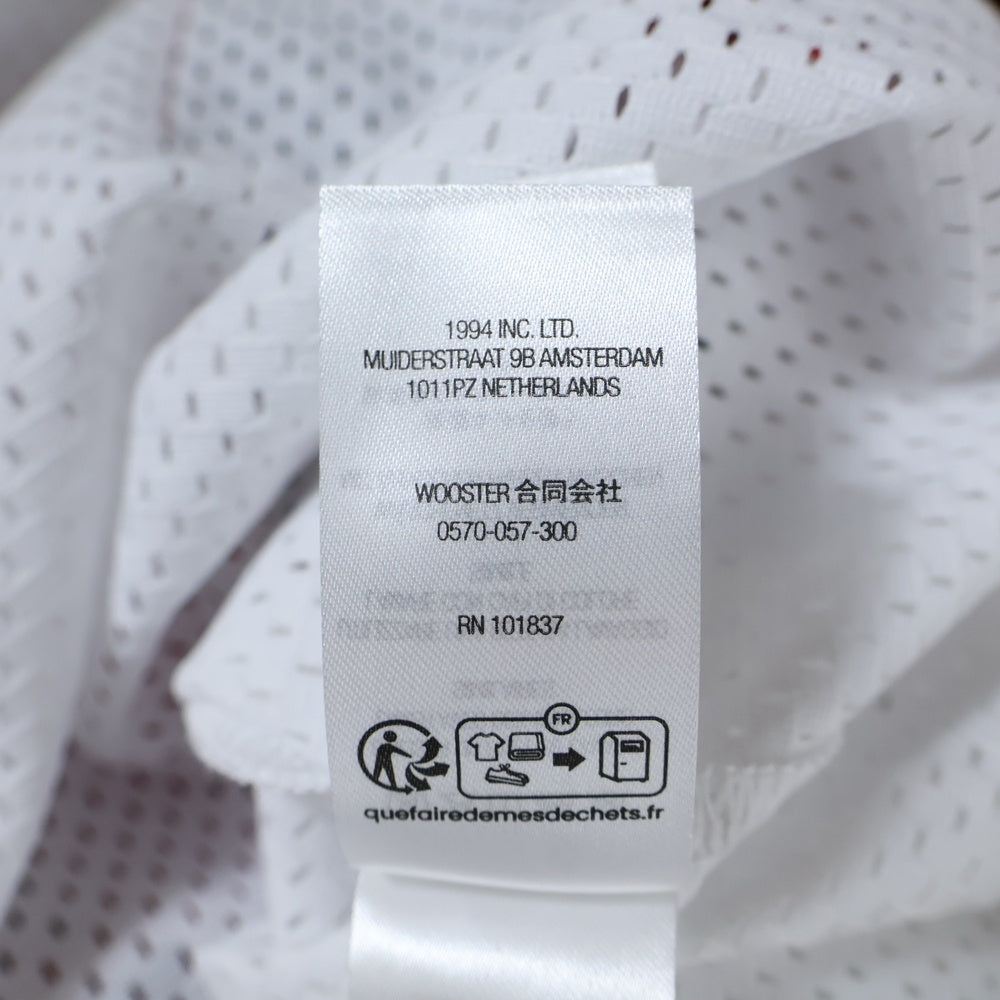 1994 INC. LTD.
MUIDERSTRAAT 9B AMSTERDAM
1011PZ NETHERLANDS
WOOSTER 合同会社
0570-057-300
RN 101837
FR
quefairedemesdechets.fr